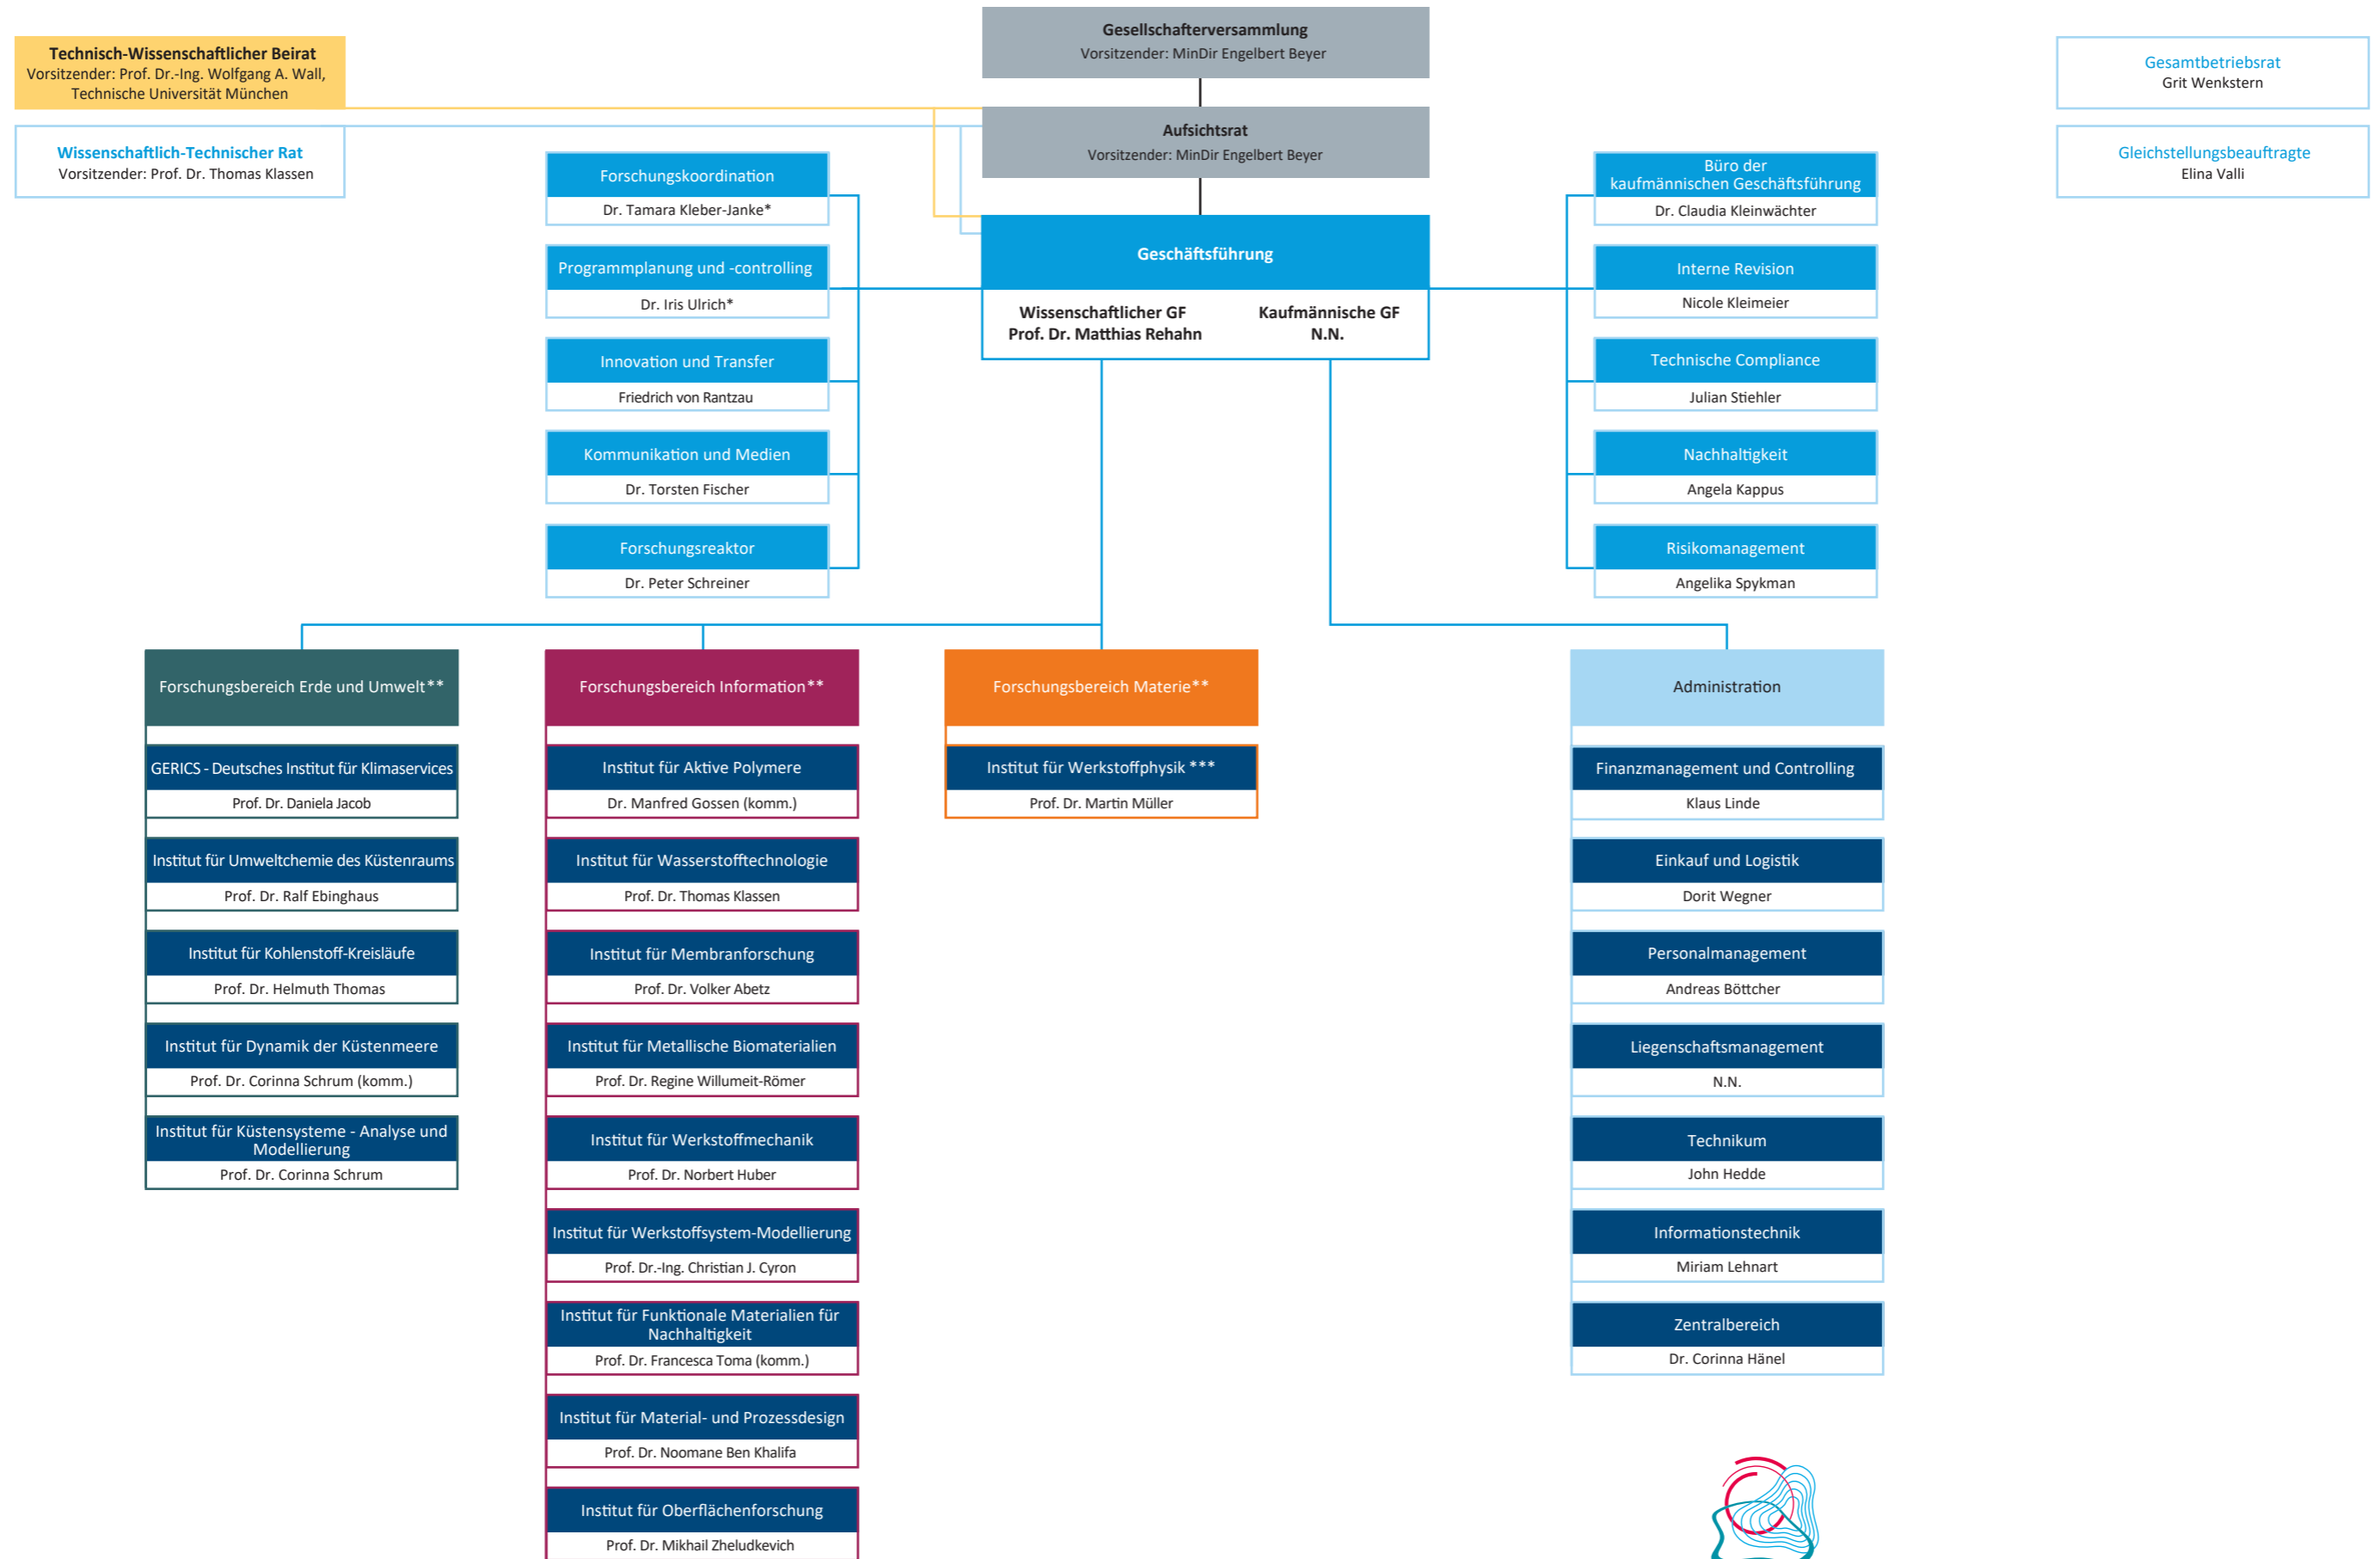 Technisch-Wissenschaftlicher Beirat
Vorsitzender: Prof. Dr.-Ing. Wolfgang A. Wall,
Technische Universität München
Wissenschaftlich-Technischer Rat
Vorsitzender: Prof. Dr. Thomas Klassen
Gesellschafterversammlung
Vorsitzender: MinDir Engelbert Beyer
Aufsichtsrat
Vorsitzender: MinDir Engelbert Beyer
Gesamtbetriebsrat
Grit Wenkstern
Gleichstellungsbeauftragte
Elina Valli
Geschäftsführung
Wissenschaftlicher GF
Prof. Dr. Matthias Rehahn
Kaufmännische GF
N.N.
Forschungskoordination
Dr. Tamara Kleber-Janke*
Programmplanung und -controlling
Dr. Iris Ulrich*
Innovation und Transfer
Friedrich von Rantzau
Kommunikation und Medien
Dr. Torsten Fischer
Forschungsreaktor
Dr. Peter Schreiner
Büro der
kaufmännischen Geschäftsführung
Dr. Claudia Kleinwächter
Interne Revision
Nicole Kleimeier
Technische Compliance
Julian Stiehler
Nachhaltigkeit
Angela Kappus
Risikomanagement
Angelika Spykman
Forschungsbereich Erde und Umwelt**
GERICS - Deutsches Institut für Klimaservices
Prof. Dr. Daniela Jacob
Institut für Umweltchemie des Küstenraums
Prof. Dr. Ralf Ebinghaus
Institut für Kohlenstoff-Kreisläufe
Prof. Dr. Helmuth Thomas
Institut für Dynamik der Küstenmeere
Prof. Dr. Corinna Schrum (komm.)
Institut für Küstensysteme - Analyse und
Modellierung
Prof. Dr. Corinna Schrum
Forschungsbereich Information**
Institut für Aktive Polymere
Dr. Manfred Gossen (komm.)
Institut für Wasserstofftechnologie
Prof. Dr. Thomas Klassen
Institut für Membranforschung
Prof. Dr. Volker Abetz
Institut für Metallische Biomaterialien
Prof. Dr. Regine Willumeit-Römer
Institut für Werkstoffmechanik
Prof. Dr. Norbert Huber
Institut für Werkstoffsystem-Modellierung
Prof. Dr.-Ing. Christian J. Cyron
Institut für Funktionale Materialien für
Nachhaltigkeit
Prof. Dr. Francesca Toma (komm.)
Institut für Material- und Prozessdesign
Prof. Dr. Noomane Ben Khalifa
Institut für Oberflächenforschung
Prof. Dr. Mikhail Zheludkevich
Forschungsbereich Materie**
Institut für Werkstoffphysik ***
Prof. Dr. Martin Müller
Administration
Finanzmanagement und Controlling
Klaus Linde
Einkauf und Logistik
Dorit Wegner
Personalmanagement
Andreas Böttcher
Liegenschaftsmanagement
N.N.
Technikum
John Hedde
Informationstechnik
Miriam Lehnart
Zentralbereich
Dr. Corinna Hänel